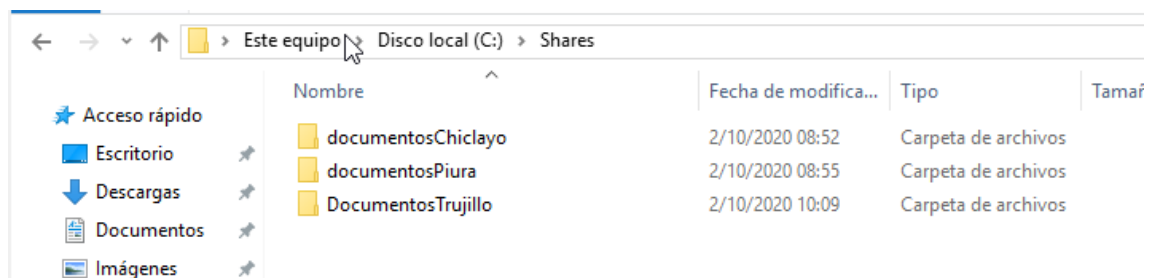 Este equipo > Disco local (C:) > Shares
Nombre Fecha de modifica... Tipo Tamañ
Acceso rápido
Escritorio
Descargas
Documentos
Imágenes
documentosChiclayo 2/10/2020 08:52 Carpeta de archivos
documentosPiura 2/10/2020 08:55 Carpeta de archivos
DocumentosTrujillo 2/10/2020 10:09 Carpeta de archivos